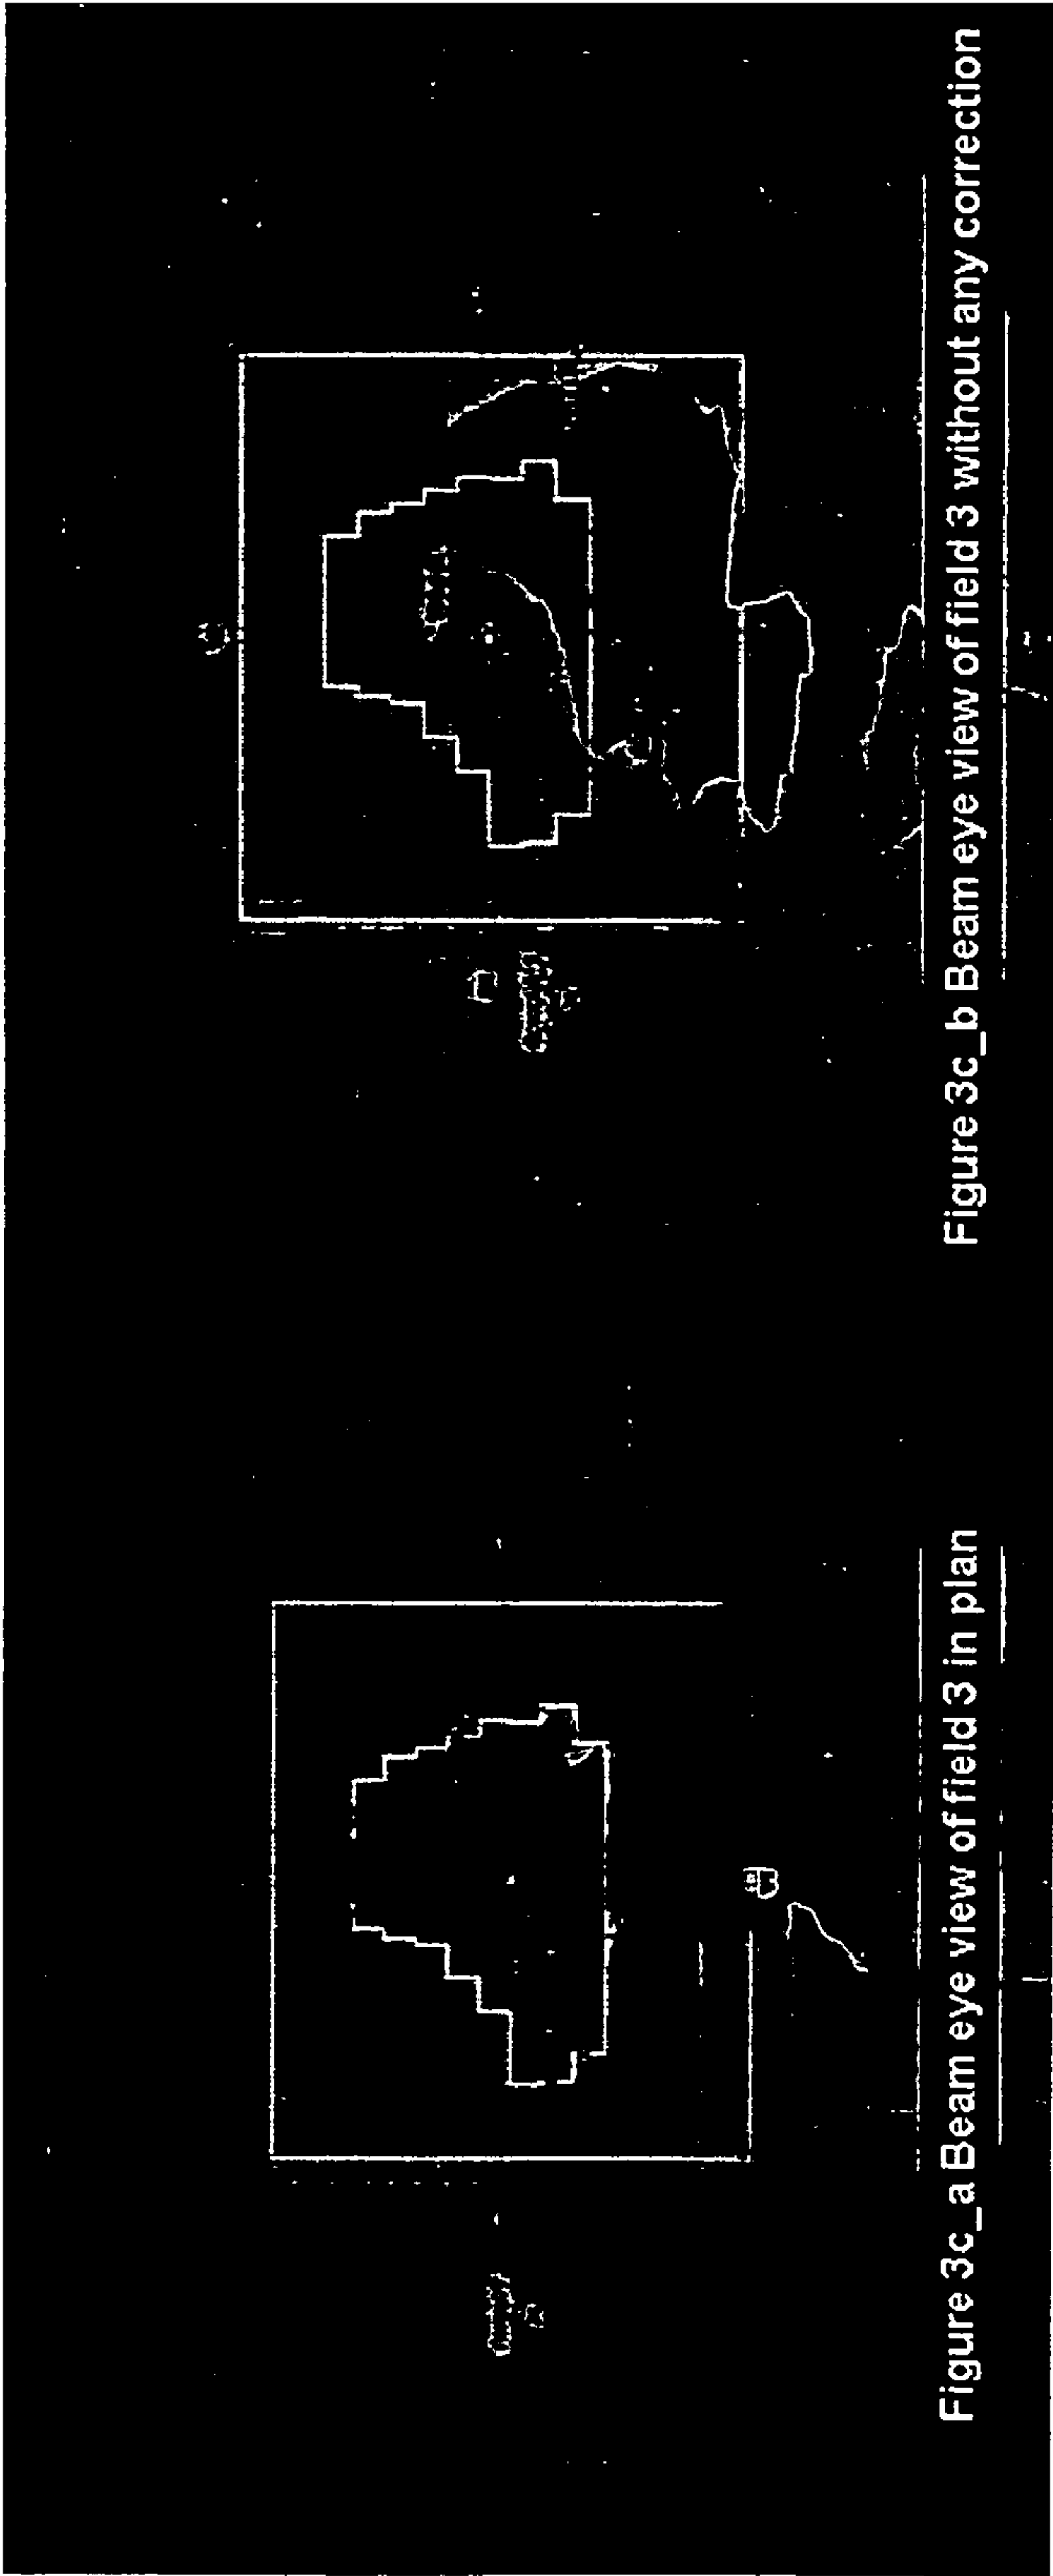 Figure 3c_a Beam eye view of field 3 in plan
Figure 3c_b Beam eye view of field 3 without any correction